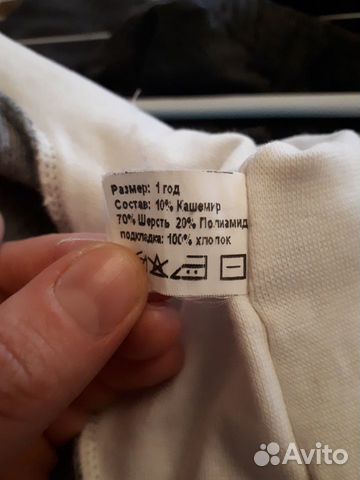 Размер: 1 год
Состав: 10% Кашемир
70% Шерсть 20% Полиамид
подкладка: 100% хлопок
Avito